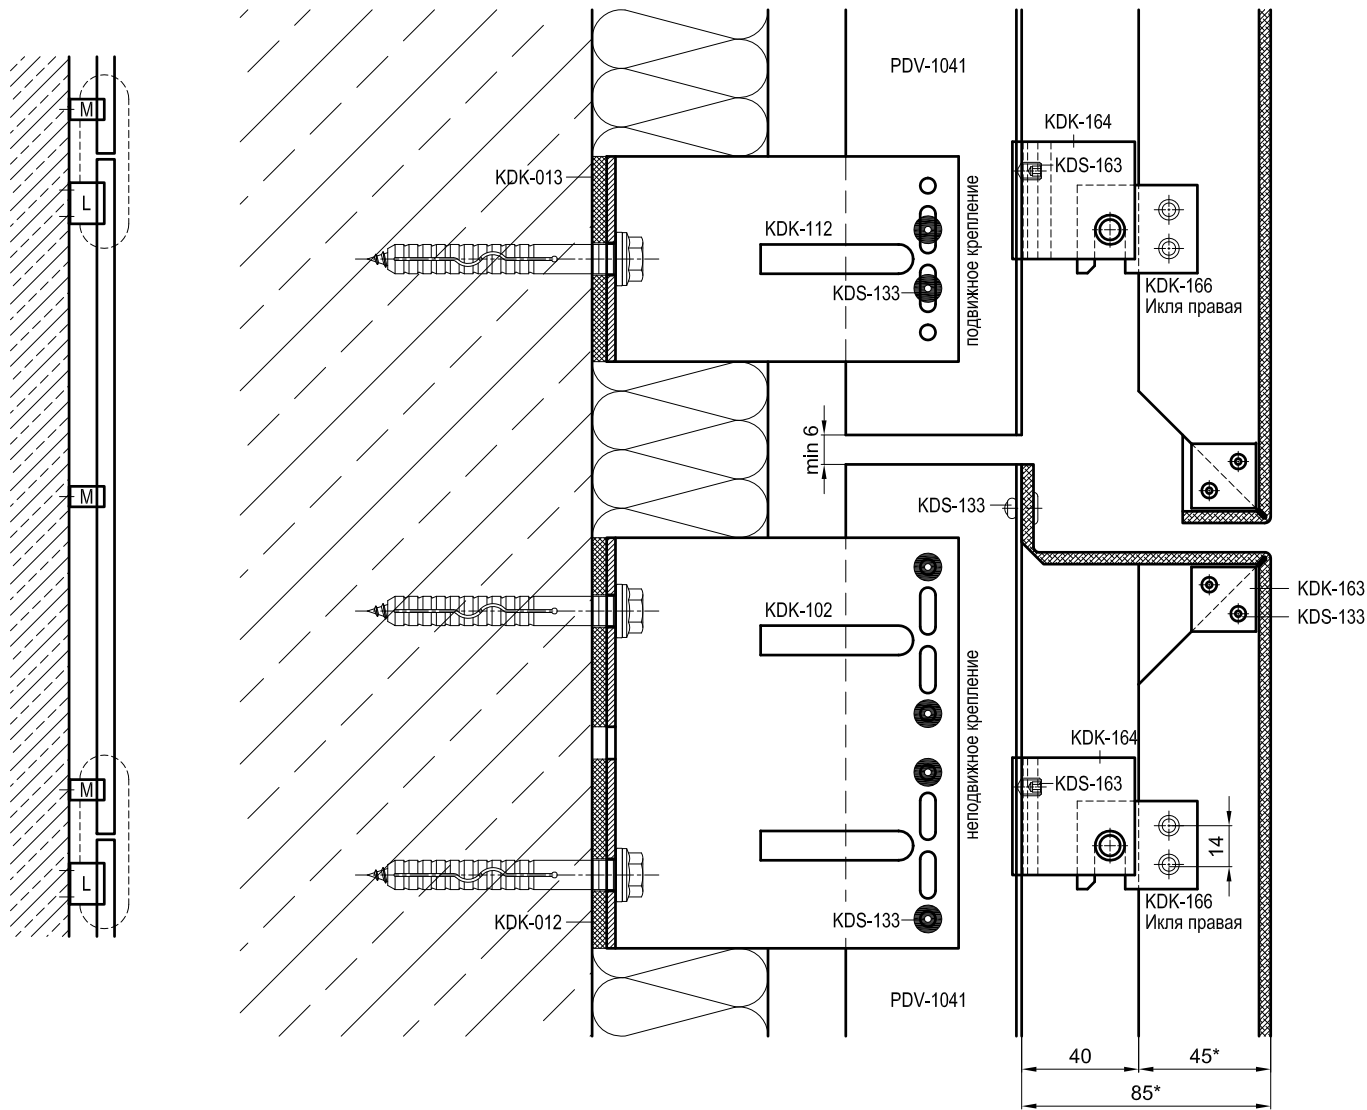 M
L
M
M
L
PDV-1041
KDK-164
KDS-163
KDK-013
KDK-112
KDS-133
подвижное крепление
KDK-166
Икля правая
min 6
KDS-133
KDK-163
KDS-133
KDK-102
неподвижное крепление
KDK-164
KDS-163
14
KDK-166
Икля правая
KDK-012
KDS-133
PDV-1041
40
45*
85*